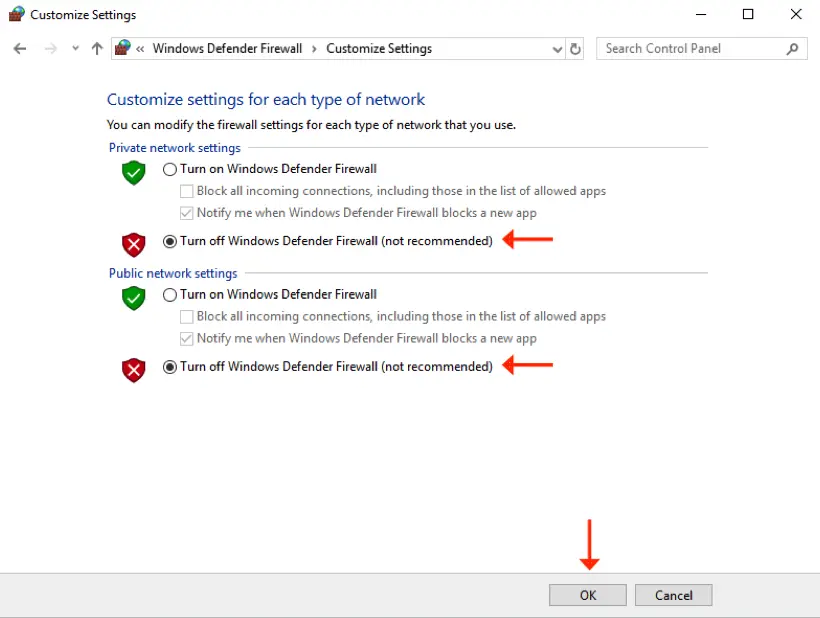 Customize Settings
« Windows Defender Firewall › Customize Settings
Search Control Panel
Customize settings for each type of network
You can modify the firewall settings for each type of network that you use.
Private network settings
Turn on Windows Defender Firewall
Block all incoming connections, including those in the list of allowed apps
Notify me when Windows Defender Firewall blocks a new app
Turn off Windows Defender Firewall (not recommended)
Public network settings
Turn on Windows Defender Firewall
Block all incoming connections, including those in the list of allowed apps
Notify me when Windows Defender Firewall blocks a new app
Turn off Windows Defender Firewall (not recommended)
OK
Cancel